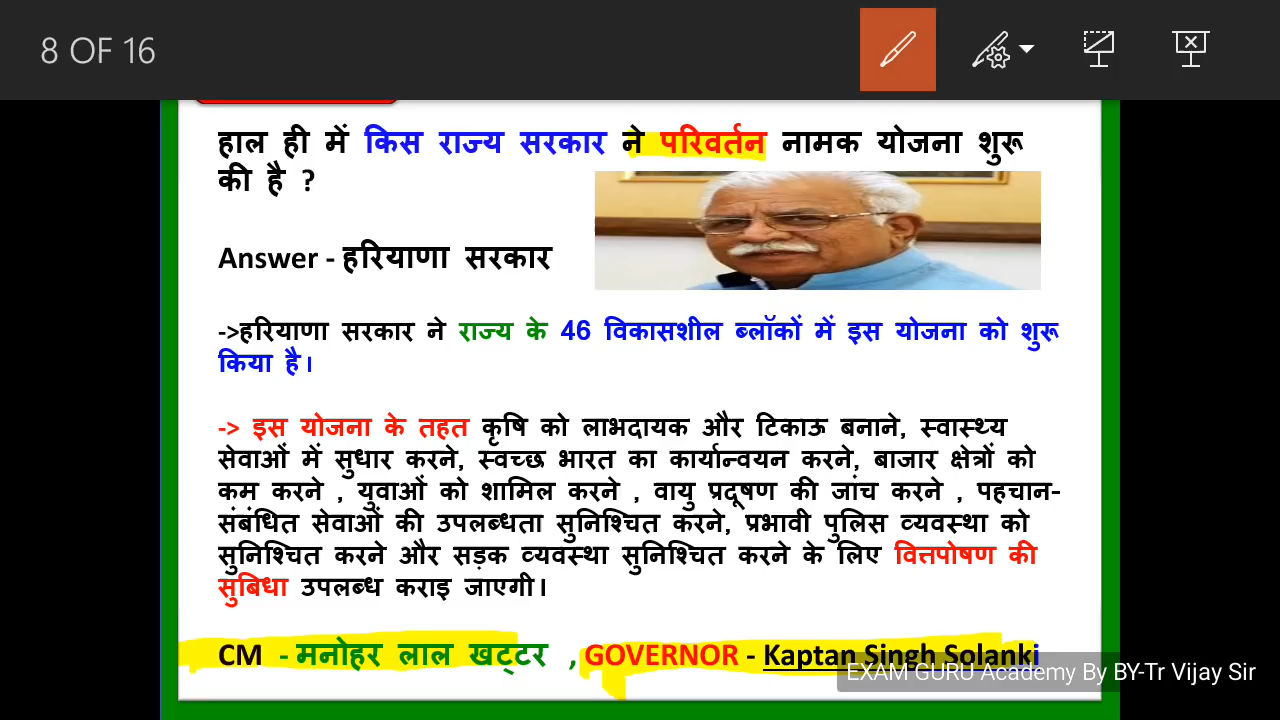 8 OF 16
हाल ही में किस राज्य सरकार ने परिवर्तन नामक योजना शुरू
की है ?
Answer - हरियाणा सरकार
->हरियाणा सरकार ने राज्य के 46 विकासशील ब्लॉकों में इस योजना को शुरू
किया है।
-> इस योजना के तहत कृषि को लाभदायक और टिकाऊ बनाने, स्वास्थ्य
सेवाओं में सुधार करने, स्वच्छ भारत का कार्यान्वयन करने, बाजार क्षेत्रों को
कम करने , युवाओं को शामिल करने , वायु प्रदूषण की जांच करने , पहचान-
संबंधित सेवाओं की उपलब्धता सुनिश्चित करने, प्रभावी पुलिस व्यवस्था को
सुनिश्चित करने और सड़क व्यवस्था सुनिश्चित करने के लिए वित्तपोषण की
सुबिधा उपलब्ध कराइ जाएगी।
CM - मनोहर लाल खट्टर , GOVERNOR - Kaptan Singh Solanki
EXAM GURU Academy By BY-Tr Vijay Sir